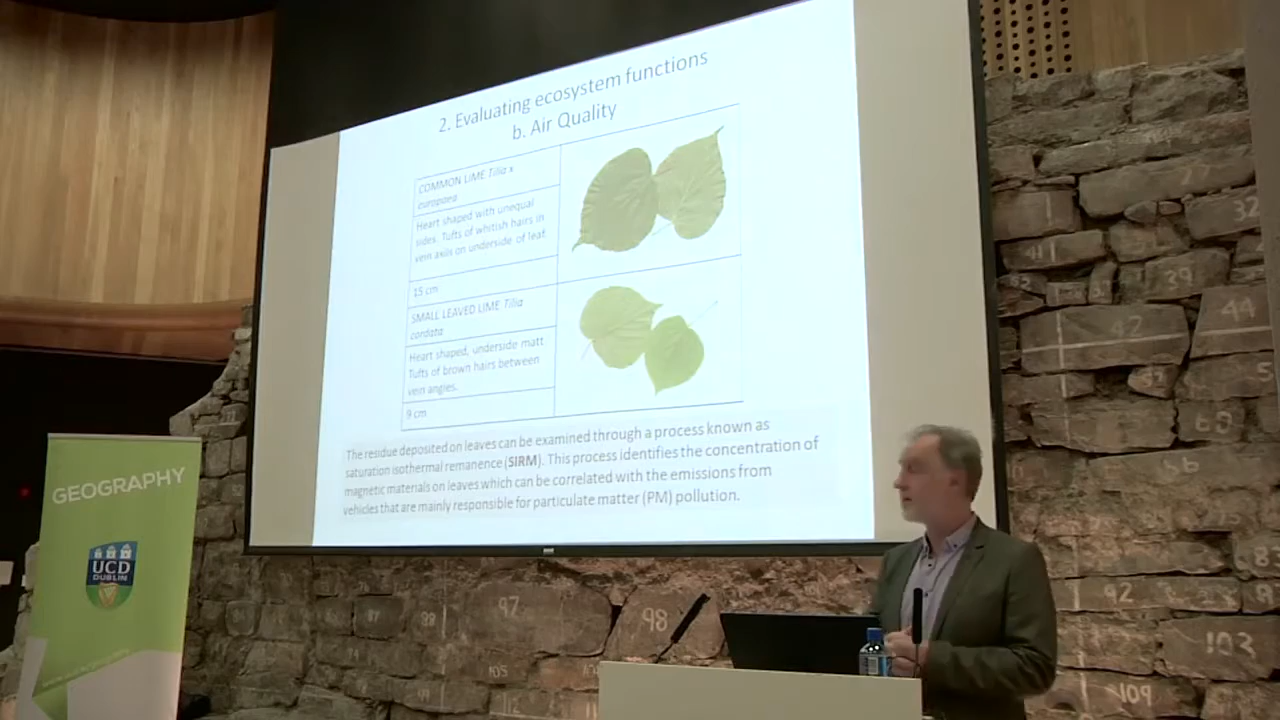 2. Evaluating ecosystem functions
b. Air Quality
COMMON LIME Tilia x
europaea
Heart shaped with unequal
sides. Tufts of whitish hairs in
vein axils on underside of leaf.
15 cm
SMALL LEAVED LIME Tilia
cordata
Heart shaped, underside matt
Tufts of brown hairs between
vein angles.
9 cm
The residue deposited on leaves can be examined through a process known as
saturation isothermal remanence (SIRM). This process identifies the concentration of
magnetic materials on leaves which can be correlated with the emissions from
vehicles that are mainly responsible for particulate matter (PM) pollution.
GEOGRAPHY
UCD
DUBLIN
32
39
44
97
98
92
103
105
109